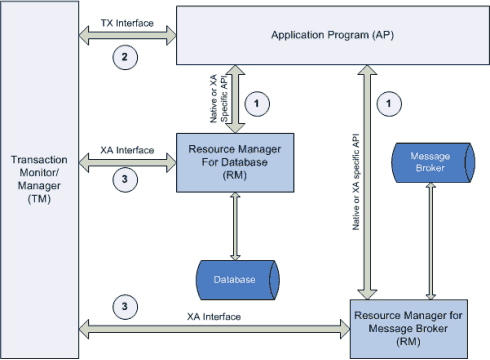 TX Interface
2
Application Program (AP)
Native or XA
Specific API
1
1
XA Interface
3
Resource Manager
For Database
(RM)
Transaction
Monitor/
Manager
(TM)
Native or XA specific API
Message
Broker
Database
3
XA Interface
Resource Manager for
Message Broker
(RM)